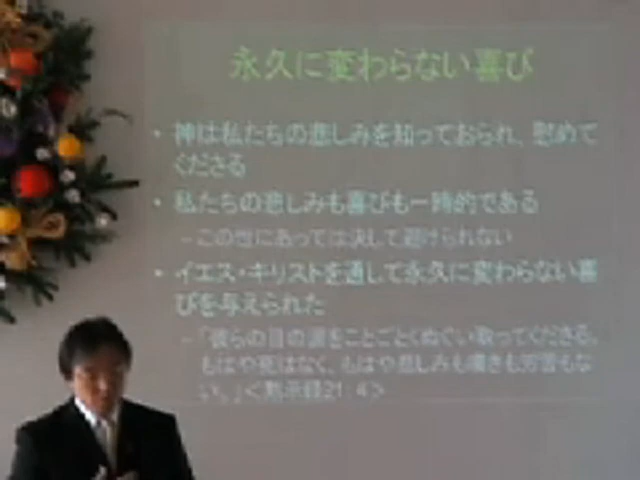 永久に変わらない喜び
• 神は私たちの悲しみを知っておられ、慰めて
くださる
• 私たちの悲しみも喜びも一時的である
– この世にあっては決して避けられない
• イエス・キリストを通して永久に変わらない喜
びを与えられた
– 「彼らの目の涙をことごとくぬぐい取ってくださる。
もはや死はなく、もはや悲しみも嘆きも労苦もな
い。」<黙示録21:4>